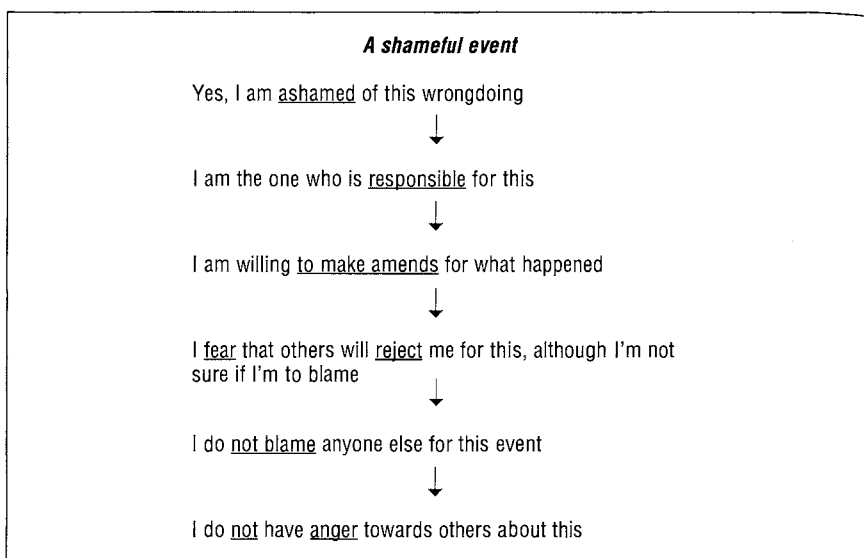 A shameful event
Yes, I am ashamed of this wrongdoing
I am the one who is responsible for this
I am willing to make amends for what happened
I fear that others will reject me for this, although I'm not
sure if I'm to blame
I do not blame anyone else for this event
I do not have anger towards others about this